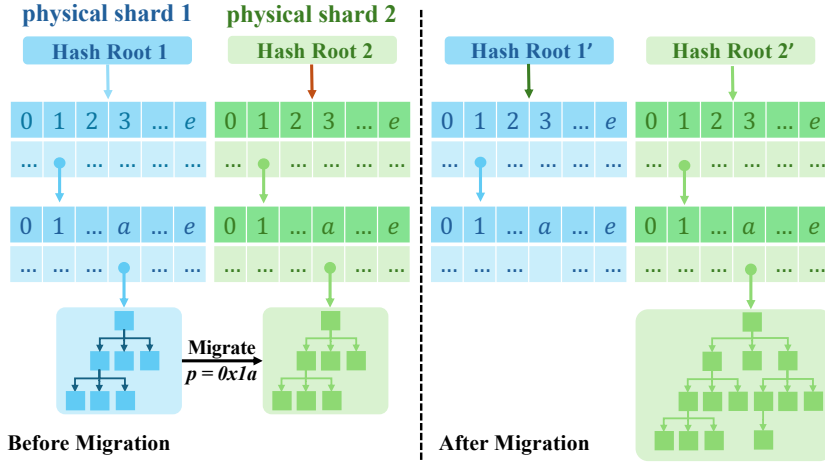 physical shard 1
physical shard 2
Hash Root 1
Hash Root 2
Hash Root 1′
Hash Root 2′
0 1 2 3 ... e
0 1 2 3 ... e
0 1 2 3 ... e
0 1 2 3 ... e
... ... ... ... ...
... ... ... ... ...
... ... ... ... ...
... ... ... ... ...
0 1 ... a ... e
0 1 ... a ... e
0 1 ... a ... e
0 1 ... a ... e
... ... ... ... ...
... ... ... ... ...
... ... ... ... ...
... ... ... ... ...
Migrate
p = 0x1a
Before Migration
After Migration